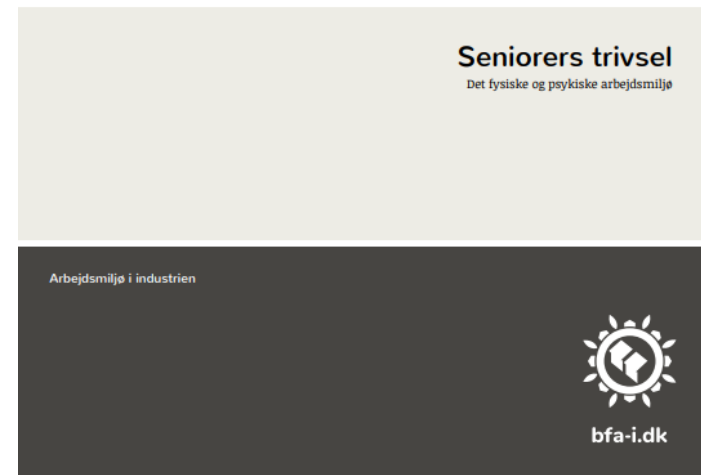 Seniorers trivsel
Det fysiske og psykiske arbejdsmiljø
Arbejdsmiljø i industrien
bfa-i.dk